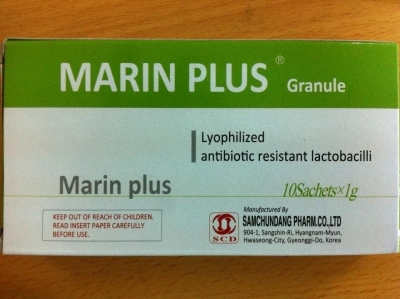 MARIN PLUS ® Granule
Lyophilized
antibiotic resistant lactobacilli
Marin plus
10Sachets×1g
KEEP OUT OF REACH OF CHILDREN.
READ INSERT PAPER CAREFULLY
BEFORE USE.
SCD
Manufactured By
SAMCHUNDANG PHARM.CO.,LTD
904-1, Sangshin-Ri, Hyangnam-Myun,
Hwaseong-City, Gyeonggi-Do, Korea